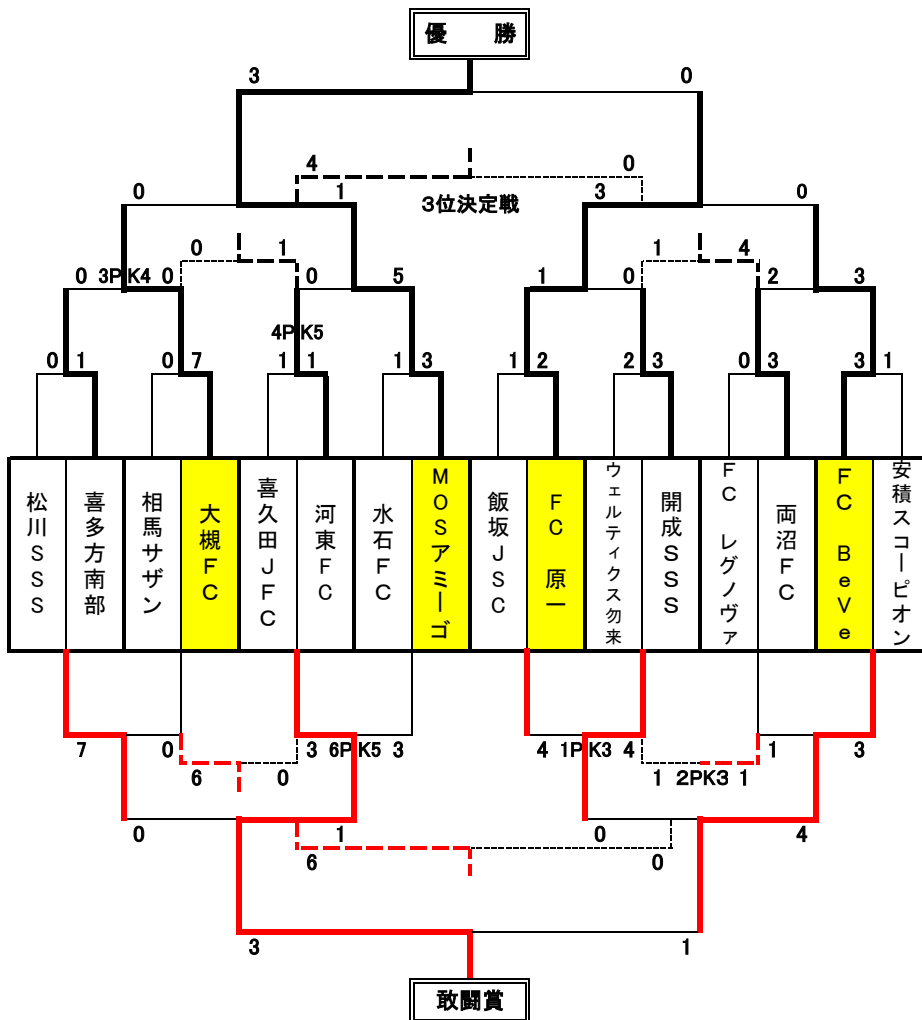 優　勝
3 0
4 0
0 1 3 0
3位決定戦
0 1 1 4
0 3PK4 0 0 5 1 0 2 3
4PK5
0 1 0 7 1 1 1 3 1 2 2 3 0 3 3 1
松川SSS
喜多方南部
相馬サザン
大槻FC
喜久田JFC
河東FC
水石FC
MOSアミーゴ
飯坂JSC
FC 原一
ウェルティクス勿来
開成SSS
FC レグノヴァ
両沼FC
FC BeVe
安積スコーピオン
7 0 3 6PK5 3 4 1PK3 4 1 3
6 0 1 2PK3 1
0 1 0 4
6 0
3 1
敢闘賞